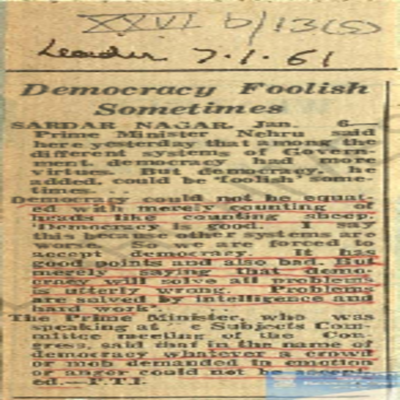 XXVI D/13(5)
Leader 7.1.61
Democracy Foolish
Sometimes
SARDAR NAGAR, Jan. 6—
Prime Minister Nehru said
here yesterday that among the
different systems of Govern-
ment democracy had more
virtues. But democracy, he
added, could be 'foolish' some-
times.
Democracy could not be equat-
ed with merely counting of
heads like counting sheep.
'Democracy is good. I say
this because other systems are
worse. So we are forced to
accept democracy. It has
good points and also bad. But
merely saying that demo-
cracy will solve all problems
is utterly wrong. Problems
are solved by intelligence and
hard work'.
The Prime Minister, who was
speaking at Subjects Com-
mittee meeting of the Con-
gress, said that in the name of
democracy whatever a crowd
or mob demanded in emotion
or anger could not be accept-
ed.—P.T.I.